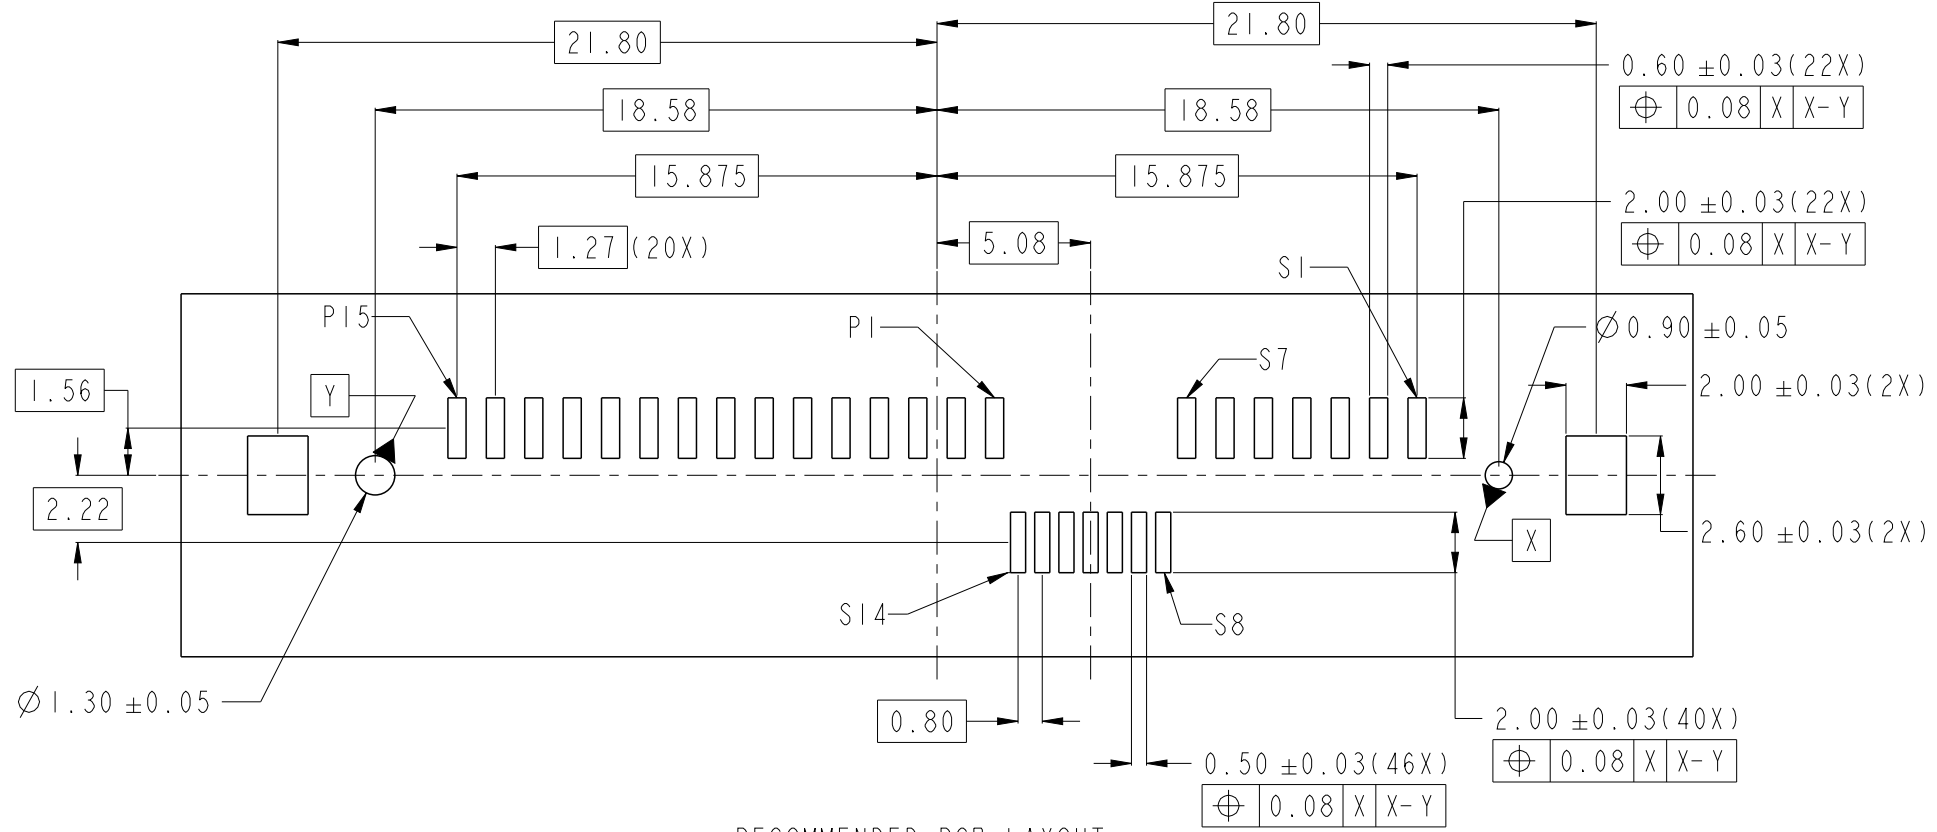 21.80
21.80
0.60 ±0.03(22X)
⌖ 0.08 X X-Y
18.58
18.58
15.875
15.875
2.00 ±0.03(22X)
⌖ 0.08 X X-Y
1.27 (20X)
5.08
S1
P15
P1
Ø0.90 ±0.05
S7
1.56
Y
2.00 ±0.03(2X)
2.22
X
2.60 ±0.03(2X)
S14
S8
Ø1.30 ±0.05
0.80
2.00 ±0.03(40X)
⌖ 0.08 X X-Y
0.50 ±0.03(46X)
⌖ 0.08 X X-Y
RECOMMENDED PCB LAYOUT